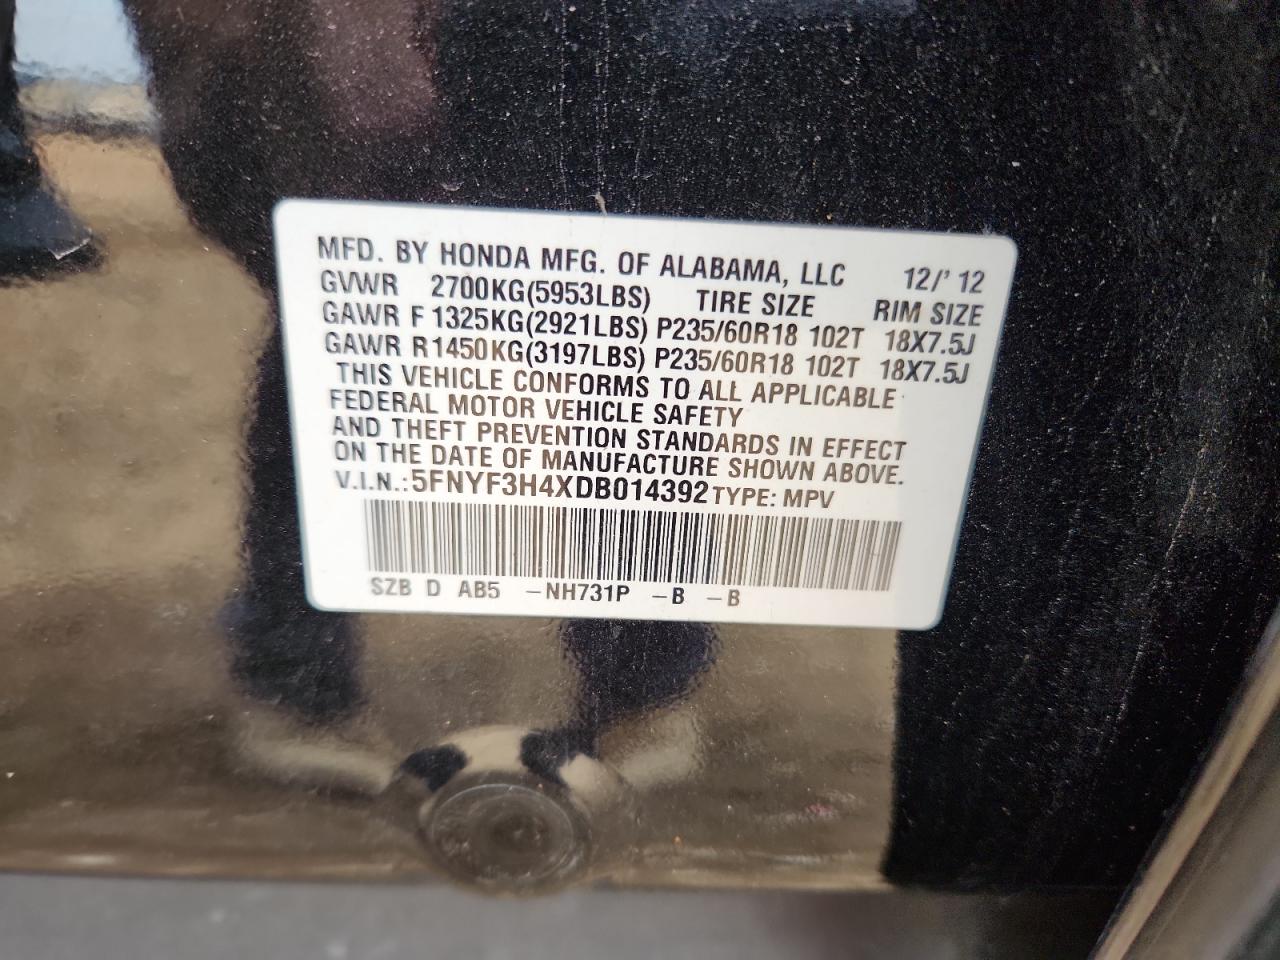 MFD. BY HONDA MFG. OF ALABAMA, LLC 12/' 12
GVWR 2700KG(5953LBS) TIRE SIZE RIM SIZE
GAWR F 1325KG(2921LBS) P235/60R18 102T 18X7.5J
GAWR R1450KG(3197LBS) P235/60R18 102T 18X7.5J
THIS VEHICLE CONFORMS TO ALL APPLICABLE
FEDERAL MOTOR VEHICLE SAFETY
AND THEFT PREVENTION STANDARDS IN EFFECT
ON THE DATE OF MANUFACTURE SHOWN ABOVE.
V.I.N.: 5FNYF3H4XDB014392 TYPE: MPV
SZB D AB5 -NH731P -B -B